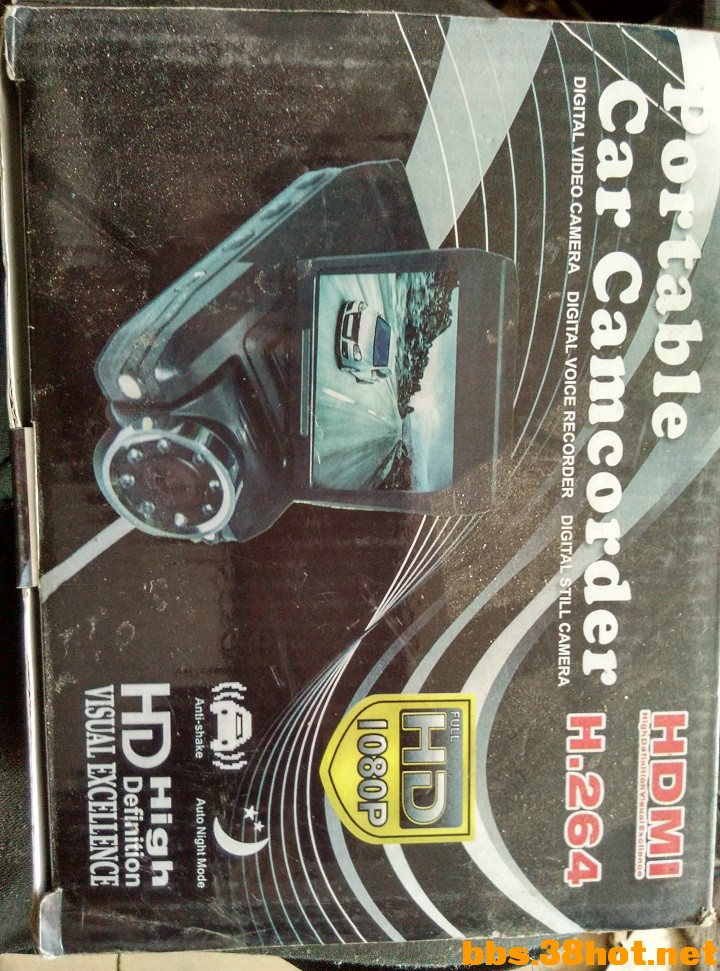 Portable
Car Camcorder
DIGITAL VIDEO CAMERA DIGITAL VOICE RECORDER DIGITAL STILL CAMERA
HDMI
High Definition Visual Excellence
H.264
FULL
HD
1080P
Anti-shake
Auto Night Mode
HD High
Definition
VISUAL EXCELLENCE
bbs.38hot.net